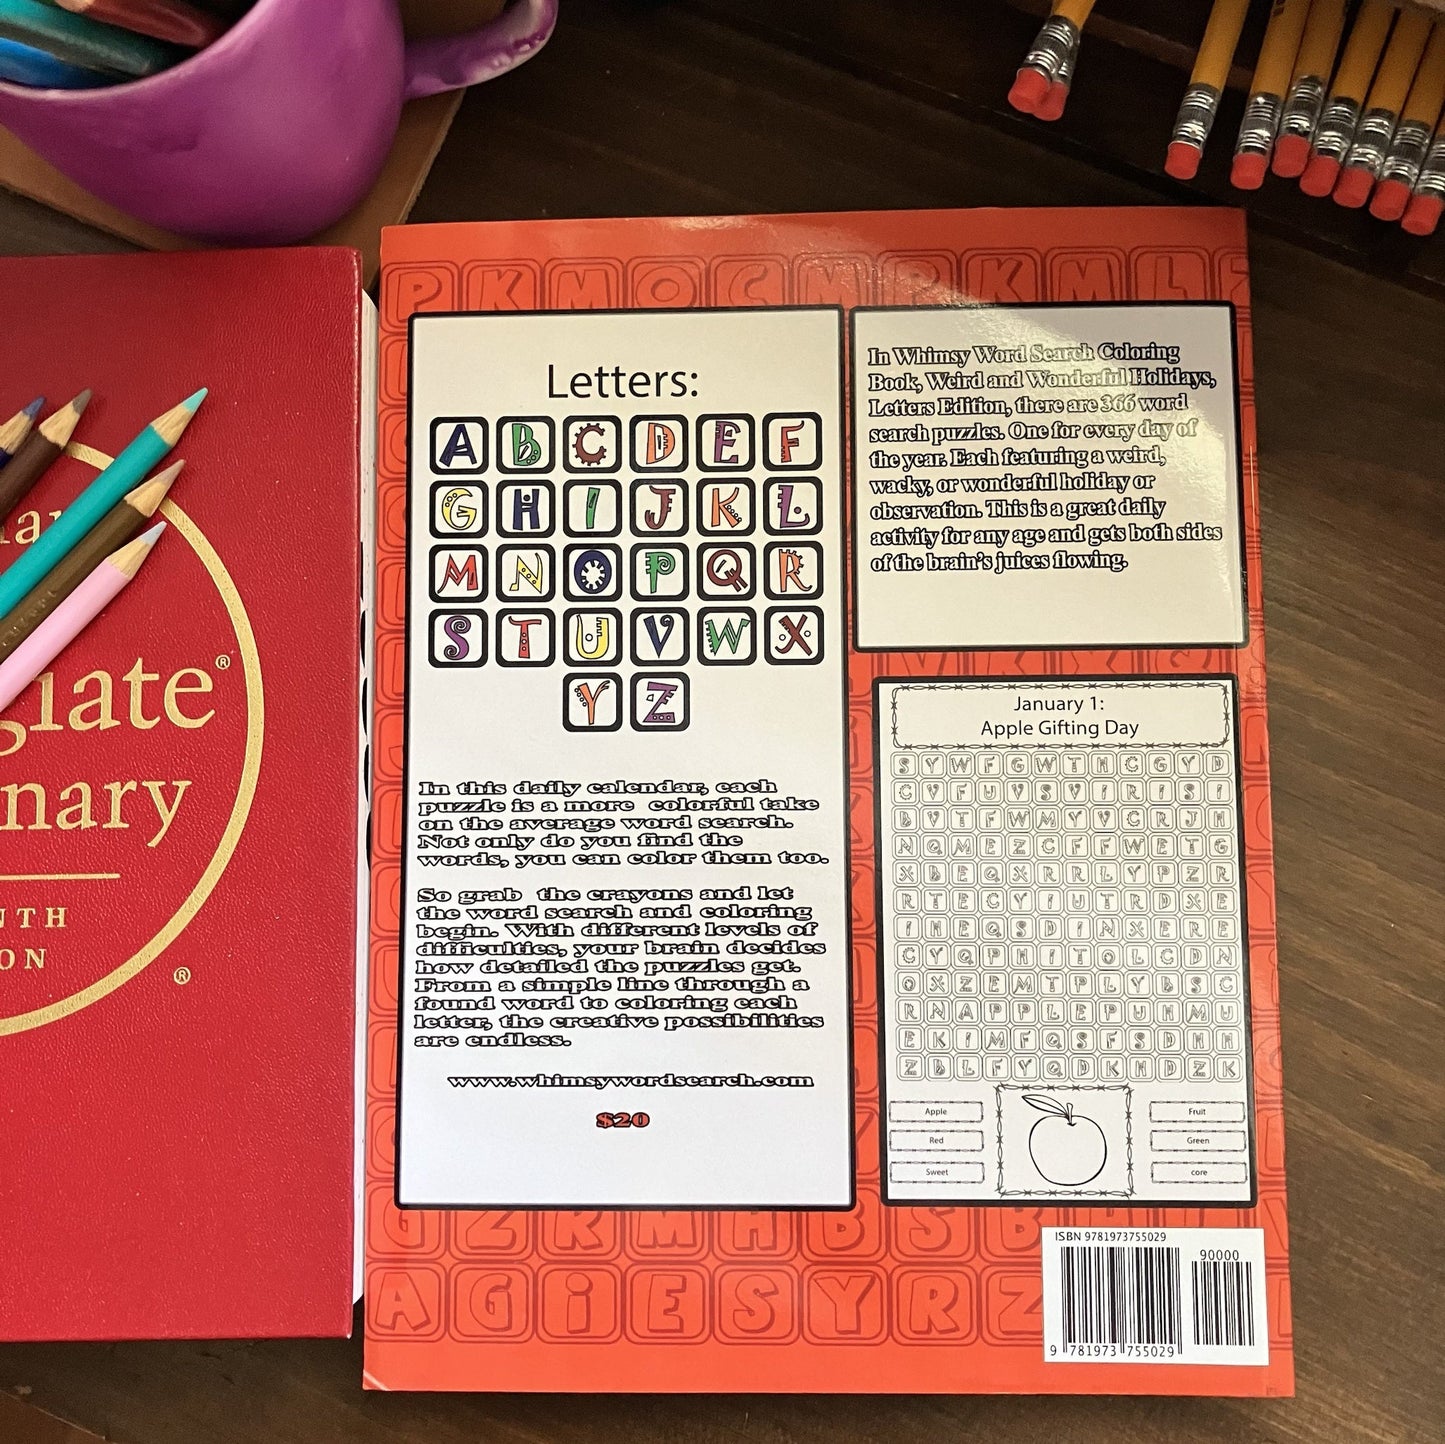 giate®
nary
NTH
ON
®
PKMOCMPKML
Letters:
A B C D E F
G H I J K L
M N O P Q R
S T U V W X
Y Z
In this daily calendar, each
puzzle is a more colorful take
on the average word search.
Not only do you find the
words, you can color them too.
So grab the crayons and let
the word search and coloring
begin. With different levels of
difficulties, your brain decides
how detailed the puzzles get.
From a simple line through a
found word to coloring each
letter, the creative possibilities
are endless.
www.whimsywordsearch.com
$20
In Whimsy Word Search Coloring
Book, Weird and Wonderful Holidays,
Letters Edition, there are 366 word
search puzzles. One for every day of
the year. Each featuring a weird,
wacky, or wonderful holiday or
observation. This is a great daily
activity for any age and gets both sides
of the brain's juices flowing.
January 1:
Apple Gifting Day
S Y W F G W T H C G Y D
C V F U V S V I R I S I
B V T F W M Y V C R J H
N Q M E Z C F F W E T G
X B E Q X R R L Y P Z R
R T E C Y I U T R D X E
I H E Q S D I N X E R E
C Y Q P H I T O L C D N
O X Z E M T P L Y B S C
R N A P P L E P U H M U
E K I M F Q S F S D H H
Z B L F Y Q D K H D Z K
Apple
Red
Sweet
Fruit
Green
core
GZRMHBSB
AGiESYRZ
ISBN 9781973755029
90000
9 781973 755029